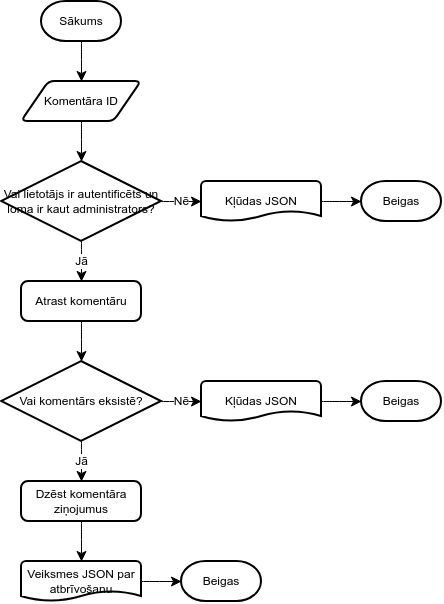 Sākums
Komentāra ID
Vai lietotājs ir autentificēts un
loma ir kaut administrators?
Nē
Kļūdas JSON
Beigas
Jā
Atrast komentāru
Vai komentārs eksistē?
Nē
Kļūdas JSON
Beigas
Jā
Dzēst komentāra
ziņojumus
Veiksmes JSON par
atbrīvošanu
Beigas